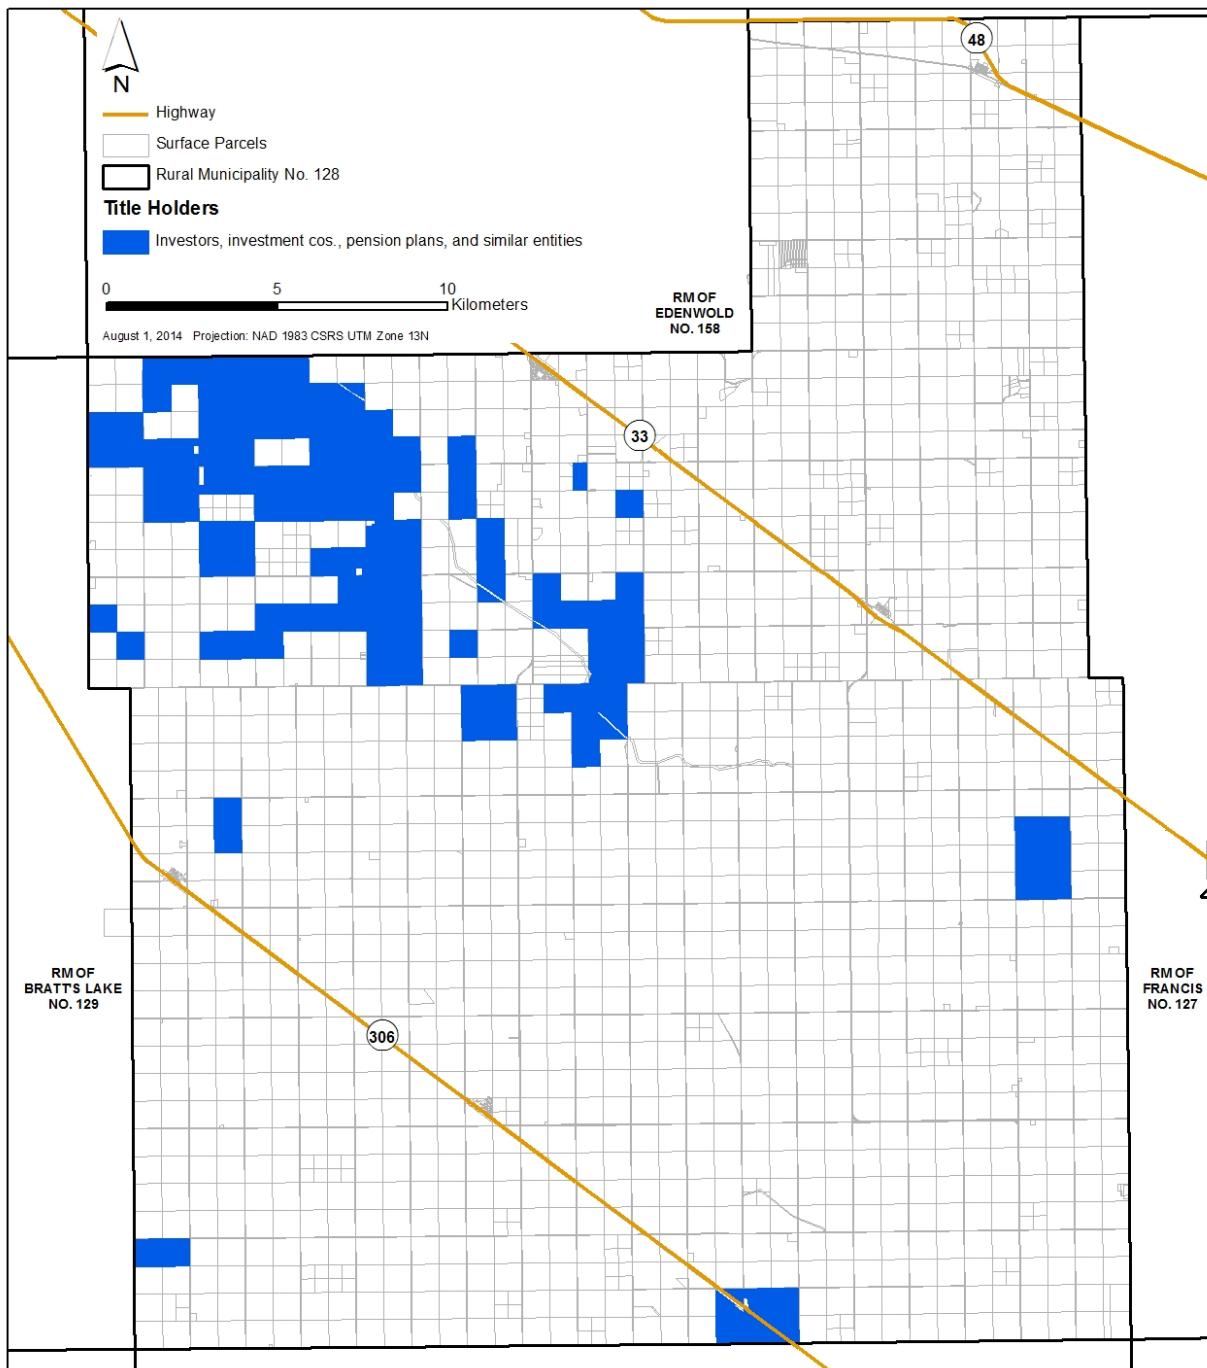 48
N
Highway
Surface Parcels
Rural Municipality No. 128
Title Holders
Investors, investment cos., pension plans, and similar entities
0 5 10
Kilometers
August 1, 2014 Projection: NAD 1983 CSRS UTM Zone 13N
RM OF
EDENWOLD
NO. 158
33
RM OF
BRATT'S LAKE
NO. 129
RM OF
FRANCIS
NO. 127
306